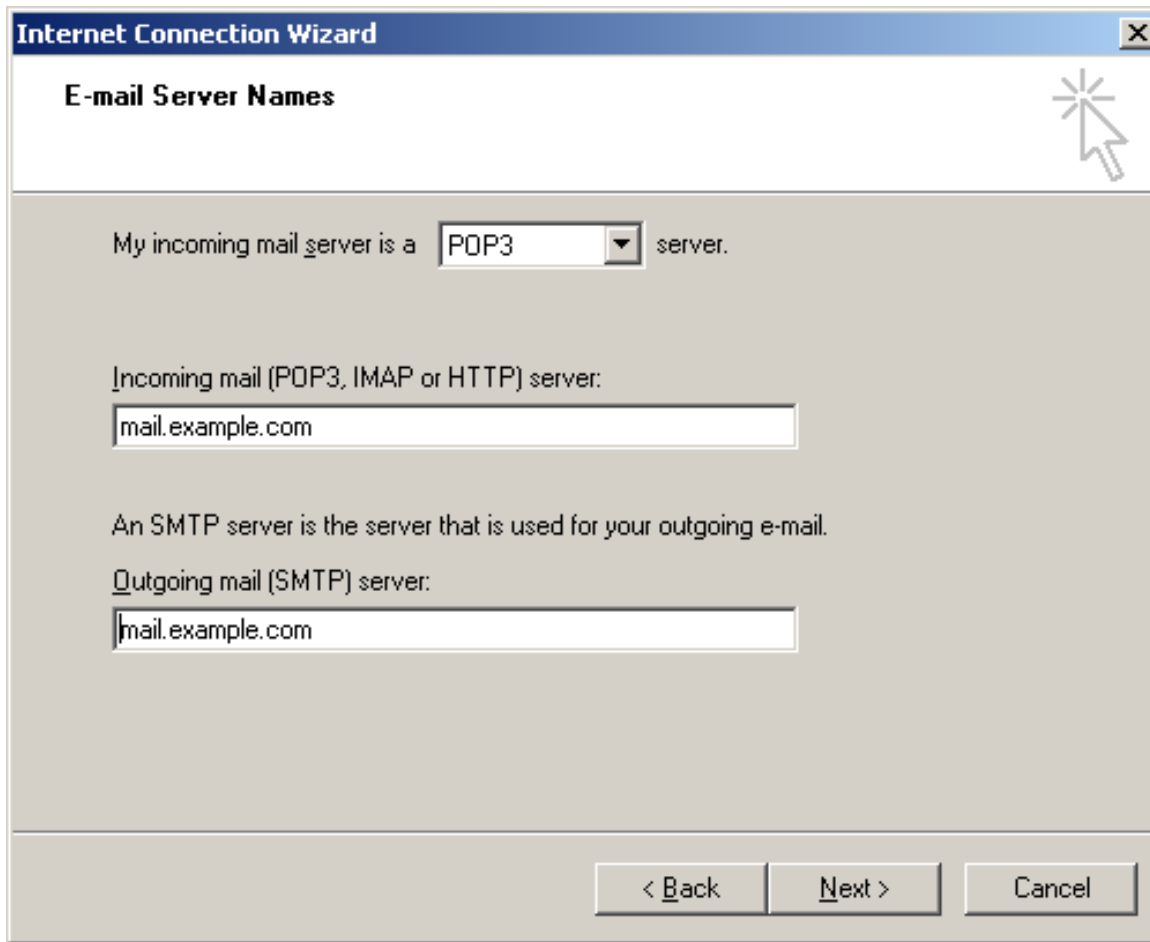 Internet Connection Wizard
E-mail Server Names
My incoming mail server is a POP3 server.
Incoming mail (POP3, IMAP or HTTP) server:
mail.example.com
An SMTP server is the server that is used for your outgoing e-mail.
Outgoing mail (SMTP) server:
mail.example.com
< Back Next > Cancel